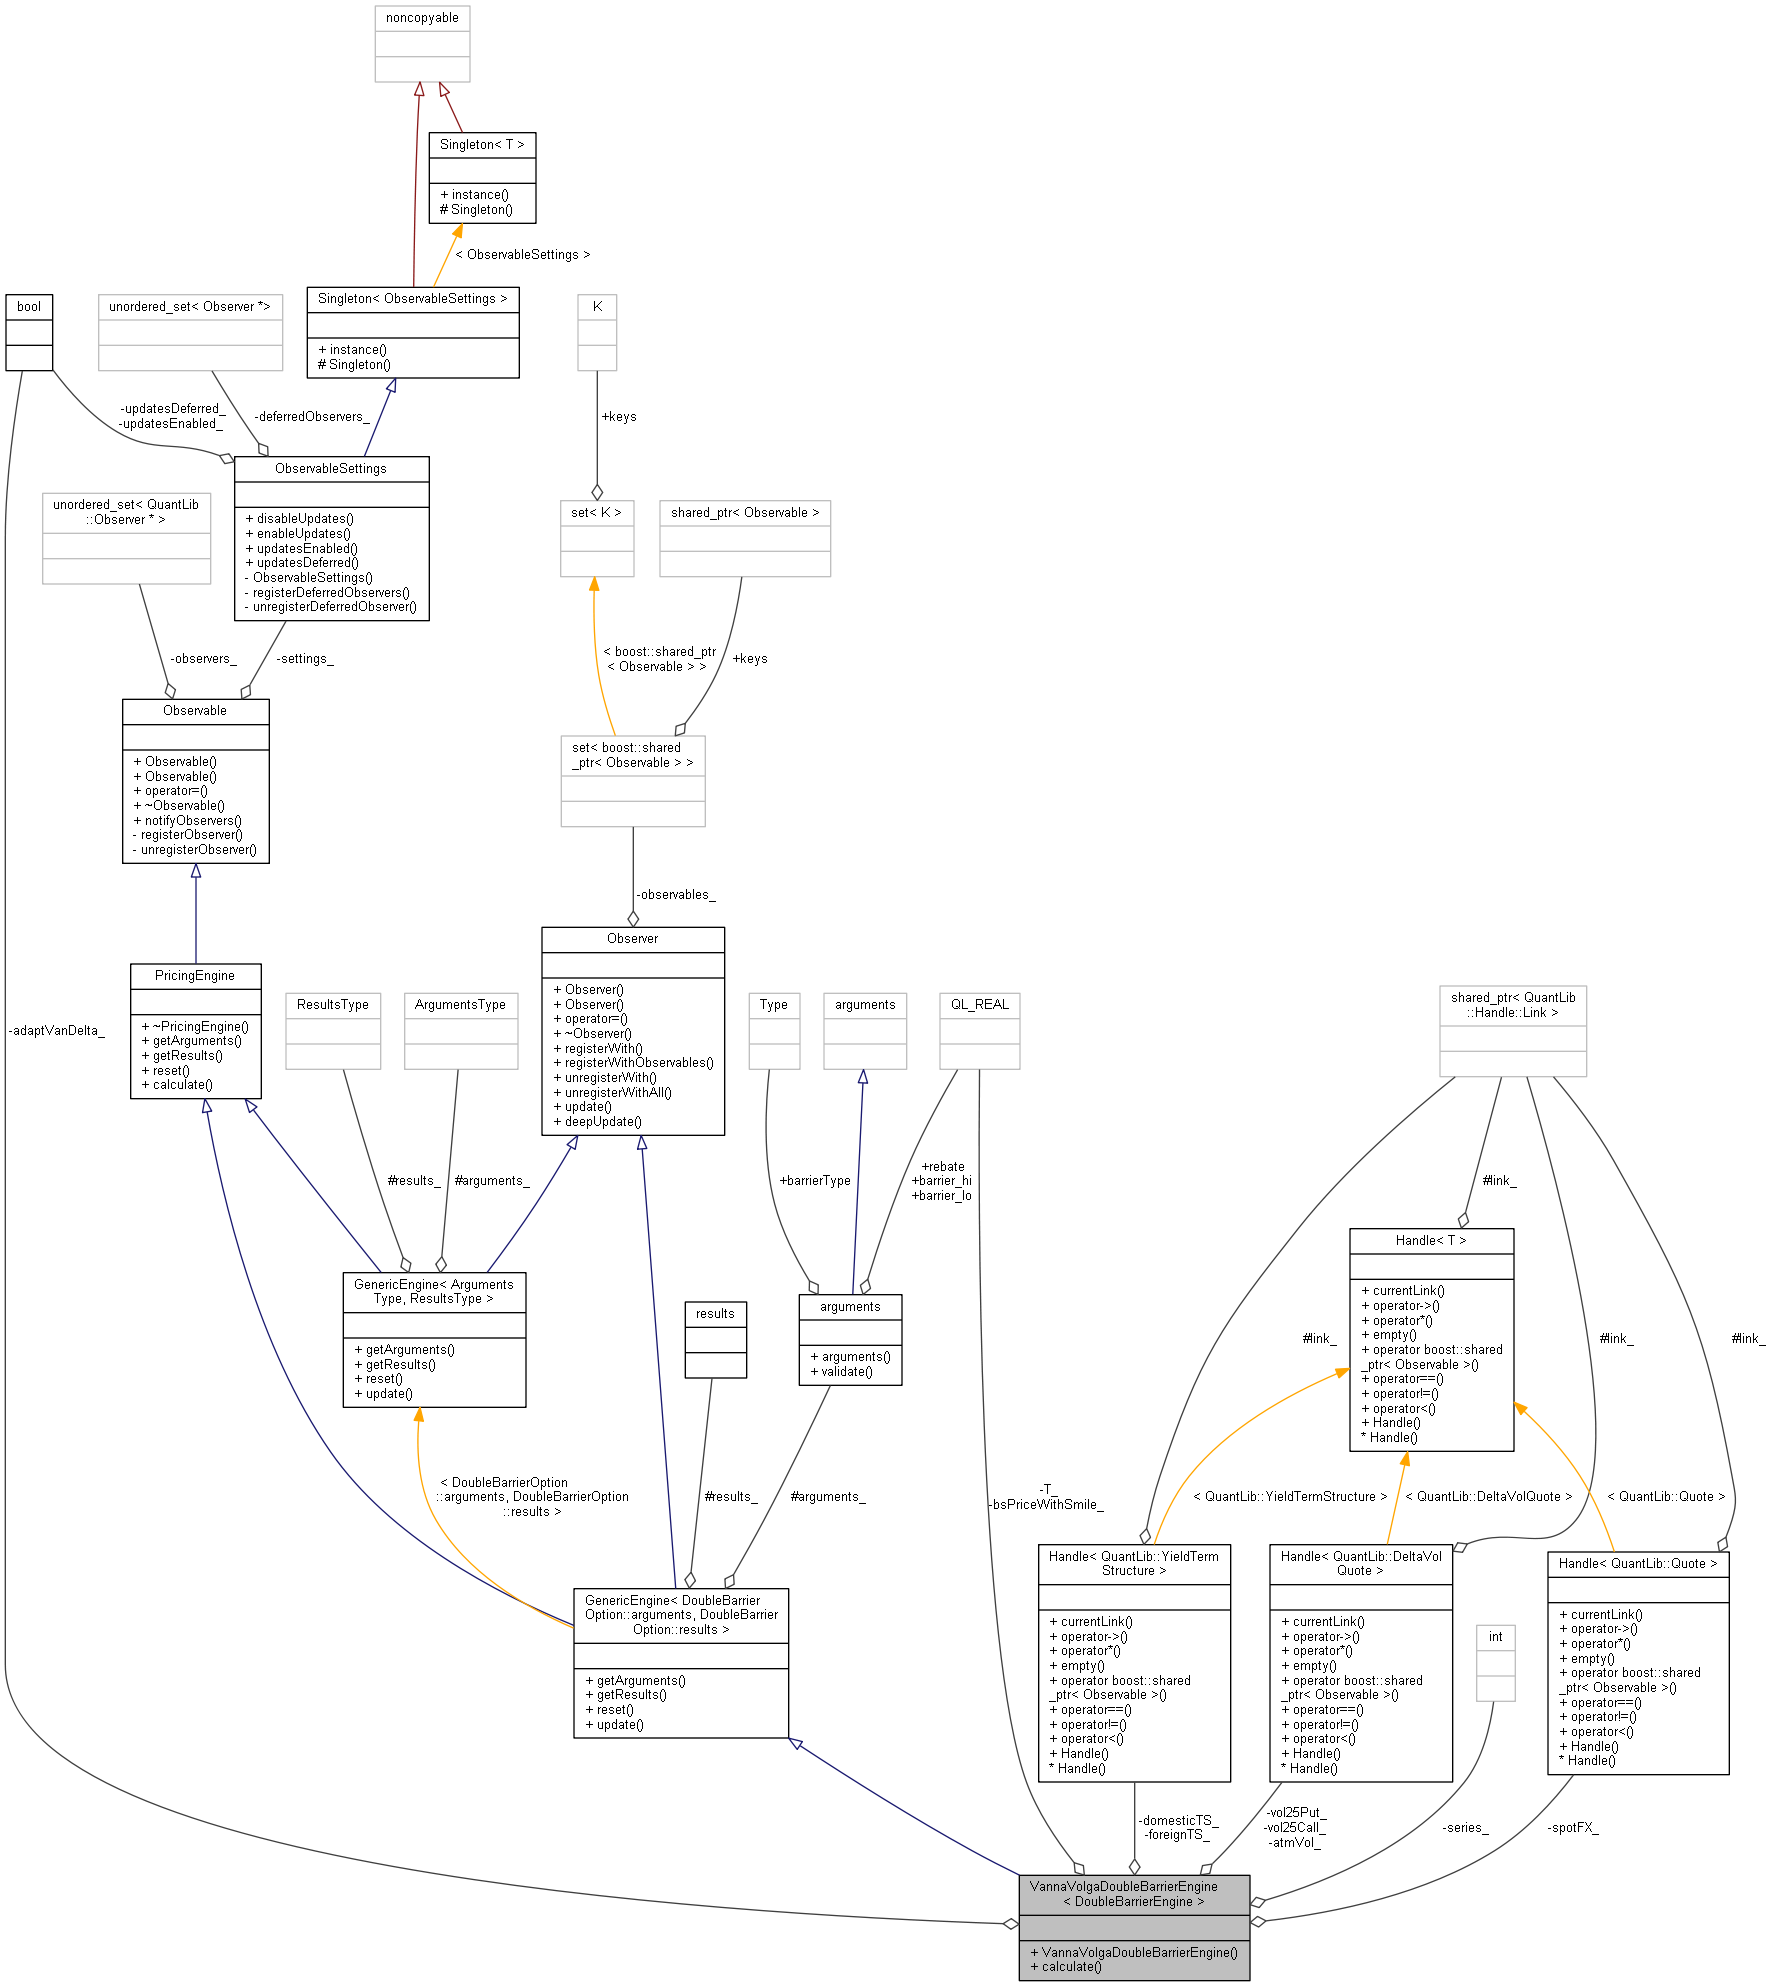 noncopyable
Singleton< T >
+ instance()
# Singleton()
< ObservableSettings >
Singleton< ObservableSettings >
+ instance()
# Singleton()
bool
unordered_set< Observer *>
K
-updatesDeferred_
-updatesEnabled_
-deferredObservers_
+keys
ObservableSettings
+ disableUpdates()
+ enableUpdates()
+ updatesEnabled()
+ updatesDeferred()
- ObservableSettings()
- registerDeferredObservers()
- unregisterDeferredObserver()
unordered_set< QuantLib
::Observer * >
set< K >
shared_ptr< Observable >
-observers_
-settings_
< boost::shared_ptr
< Observable > >
+keys
Observable
+ Observable()
+ Observable()
+ operator=()
+ ~Observable()
+ notifyObservers()
- registerObserver()
- unregisterObserver()
set< boost::shared
_ptr< Observable > >
-observables_
Observer
+ Observer()
+ Observer()
+ operator=()
+ ~Observer()
+ registerWith()
+ registerWithObservables()
+ unregisterWith()
+ unregisterWithAll()
+ update()
+ deepUpdate()
PricingEngine
+ ~PricingEngine()
+ getArguments()
+ getResults()
+ reset()
+ calculate()
-adaptVanDelta_
ResultsType
ArgumentsType
Type
arguments
QL_REAL
shared_ptr< QuantLib
::Handle::Link >
#results_
#arguments_
+barrierType
+rebate
+barrier_hi
+barrier_lo
#link_
Handle< T >
+ currentLink()
+ operator->()
+ operator*()
+ empty()
+ operator boost::shared
_ptr< Observable >()
+ operator==()
+ operator!=()
+ operator<()
+ Handle()
* Handle()
GenericEngine< Arguments
Type, ResultsType >
+ getArguments()
+ getResults()
+ reset()
+ update()
results
arguments
+ arguments()
+ validate()
#link_
#link_
#link_
< DoubleBarrierOption
::arguments, DoubleBarrierOption
::results >
#results_
#arguments_
-T_
-bsPriceWithSmile_
< QuantLib::YieldTermStructure >
< QuantLib::DeltaVolQuote >
< QuantLib::Quote >
GenericEngine< DoubleBarrier
Option::arguments, DoubleBarrier
Option::results >
+ getArguments()
+ getResults()
+ reset()
+ update()
Handle< QuantLib::YieldTerm
Structure >
+ currentLink()
+ operator->()
+ operator*()
+ empty()
+ operator boost::shared
_ptr< Observable >()
+ operator==()
+ operator!=()
+ operator<()
+ Handle()
* Handle()
Handle< QuantLib::DeltaVol
Quote >
+ currentLink()
+ operator->()
+ operator*()
+ empty()
+ operator boost::shared
_ptr< Observable >()
+ operator==()
+ operator!=()
+ operator<()
+ Handle()
* Handle()
int
Handle< QuantLib::Quote >
+ currentLink()
+ operator->()
+ operator*()
+ empty()
+ operator boost::shared
_ptr< Observable >()
+ operator==()
+ operator!=()
+ operator<()
+ Handle()
* Handle()
-domesticTS_
-foreignTS_
-vol25Put_
-vol25Call_
-atmVol_
-series_
-spotFX_
VannaVolgaDoubleBarrierEngine
< DoubleBarrierEngine >
+ VannaVolgaDoubleBarrierEngine()
+ calculate()